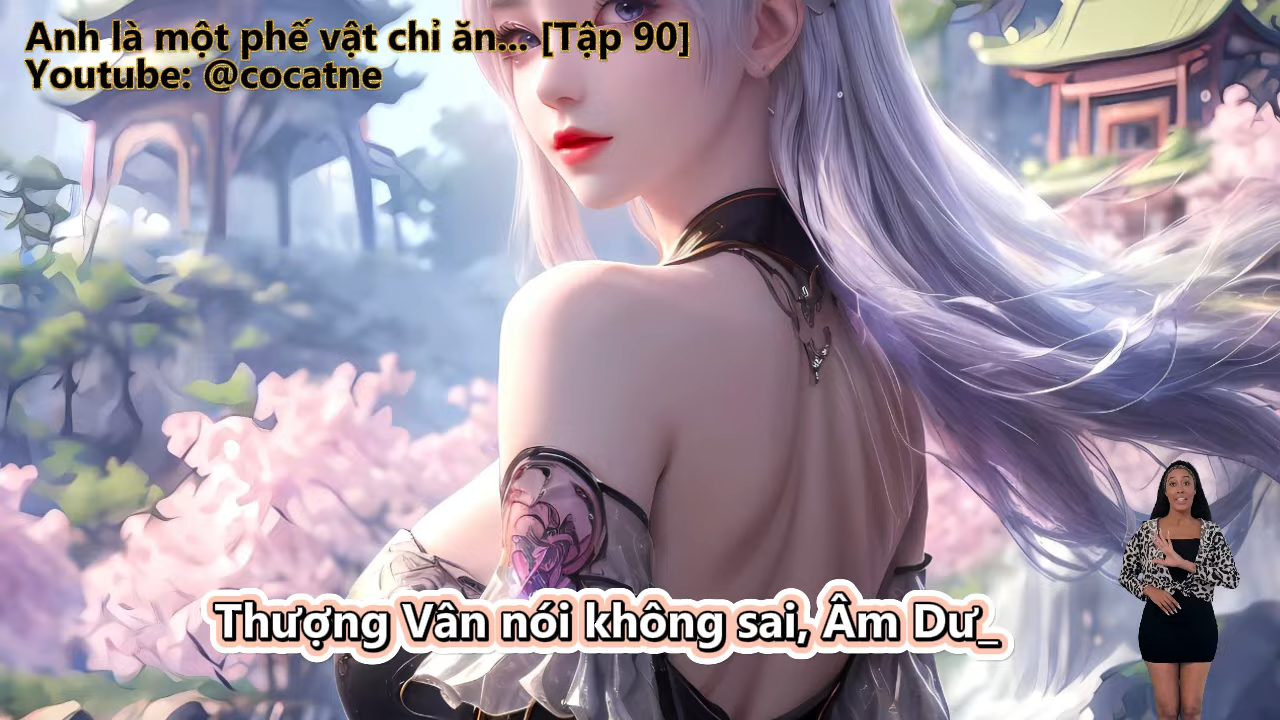 Anh là một phế vật chỉ ăn... [Tập 90]
Youtube: @cocatne
Thượng Vân nói không sai, Âm Dư_